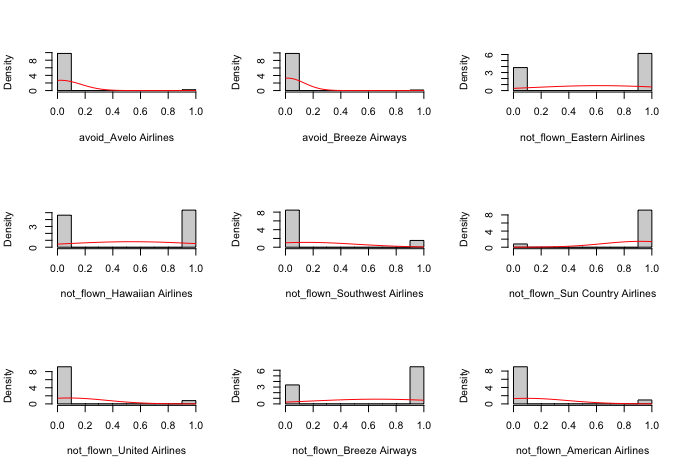 Density
0 4 8
0.0 0.2 0.4 0.6 0.8 1.0
avoid_Avelo Airlines
Density
0 4 8
0.0 0.2 0.4 0.6 0.8 1.0
avoid_Breeze Airways
Density
0 3 6
0.0 0.2 0.4 0.6 0.8 1.0
not_flown_Eastern Airlines
Density
0 3
0.0 0.2 0.4 0.6 0.8 1.0
not_flown_Hawaiian Airlines
Density
0 4 8
0.0 0.2 0.4 0.6 0.8 1.0
not_flown_Southwest Airlines
Density
0 4 8
0.0 0.2 0.4 0.6 0.8 1.0
not_flown_Sun Country Airlines
Density
0 4 8
0.0 0.2 0.4 0.6 0.8 1.0
not_flown_United Airlines
Density
0 3 6
0.0 0.2 0.4 0.6 0.8 1.0
not_flown_Breeze Airways
Density
0 4 8
0.0 0.2 0.4 0.6 0.8 1.0
not_flown_American Airlines